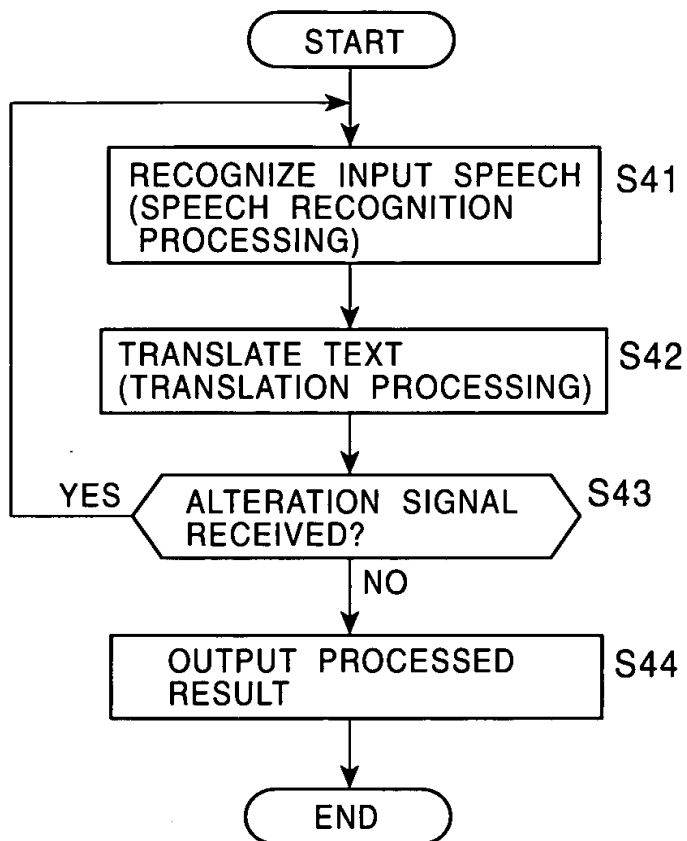 START
RECOGNIZE INPUT SPEECH
(SPEECH RECOGNITION
PROCESSING)
S41
TRANSLATE TEXT
(TRANSLATION PROCESSING)
S42
YES
ALTERATION SIGNAL
RECEIVED?
S43
NO
OUTPUT PROCESSED
RESULT
S44
END